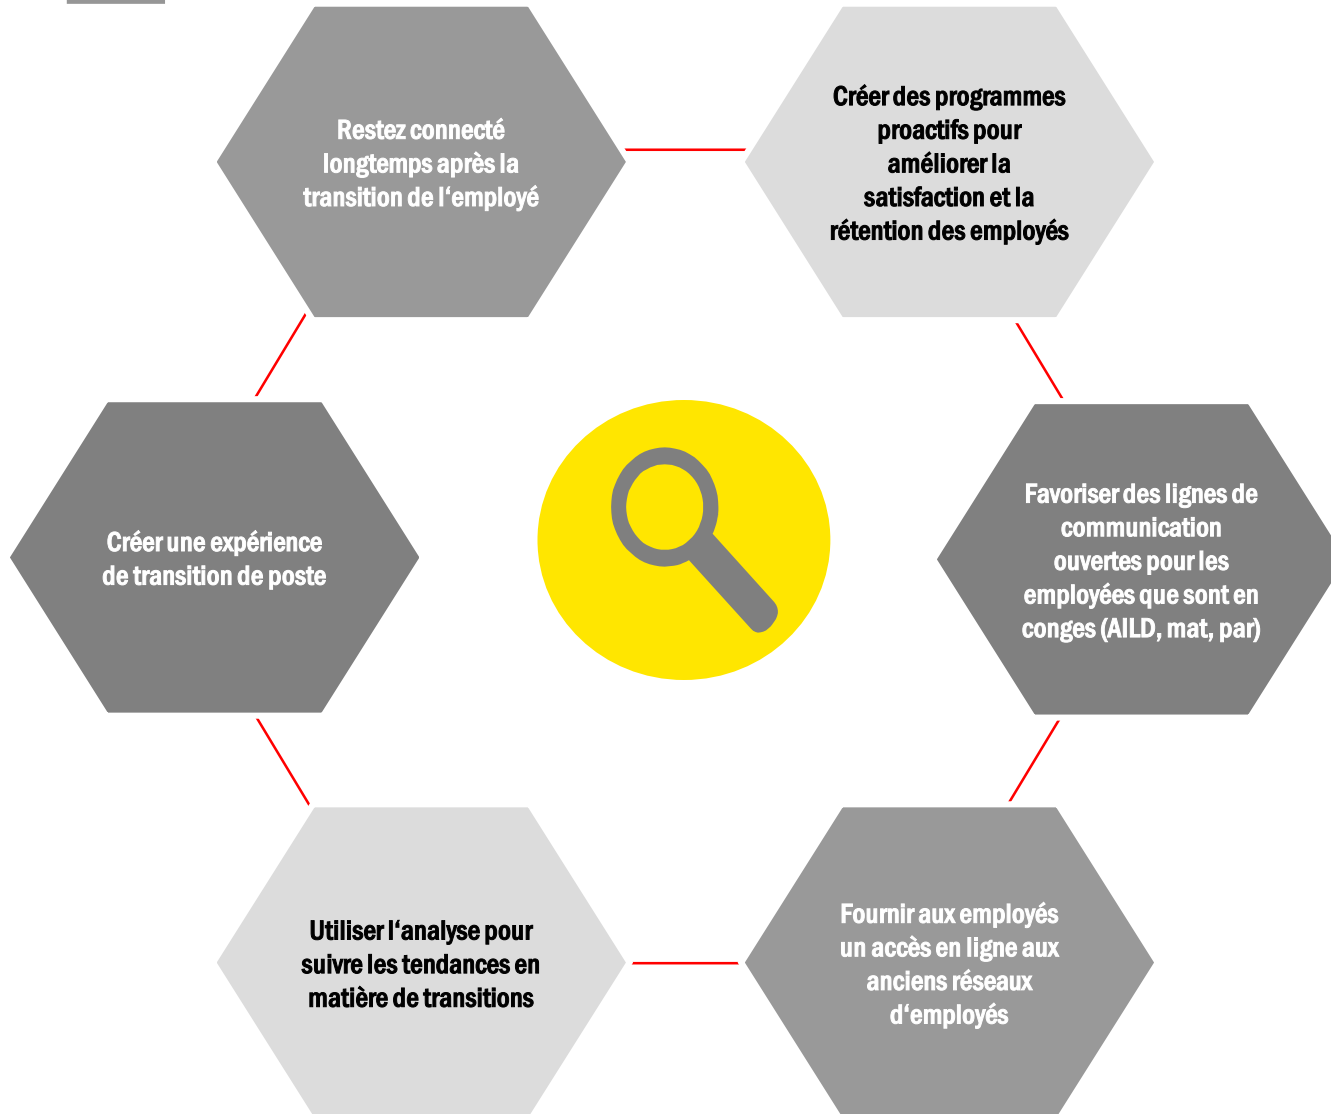 Restez connecté
longtemps après la
transition de l‘employé
Créer des programmes
proactifs pour
améliorer la
satisfaction et la
rétention des employés
Créer une expérience
de transition de poste
Favoriser des lignes de
communication
ouvertes pour les
employées que sont en
conges (AILD, mat, par)
Utiliser l‘analyse pour
suivre les tendances en
matière de transitions
Fournir aux employés
un accès en ligne aux
anciens réseaux
d‘employés